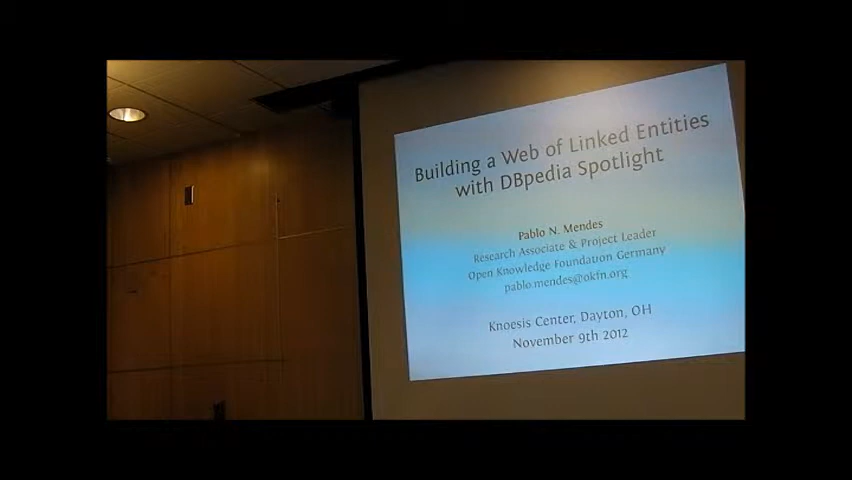 Building a Web of Linked Entities
with DBpedia Spotlight
Pablo N. Mendes
Research Associate & Project Leader
Open Knowledge Foundation Germany
pablo.mendes@okfn.org
Knoesis Center, Dayton, OH
November 9th 2012